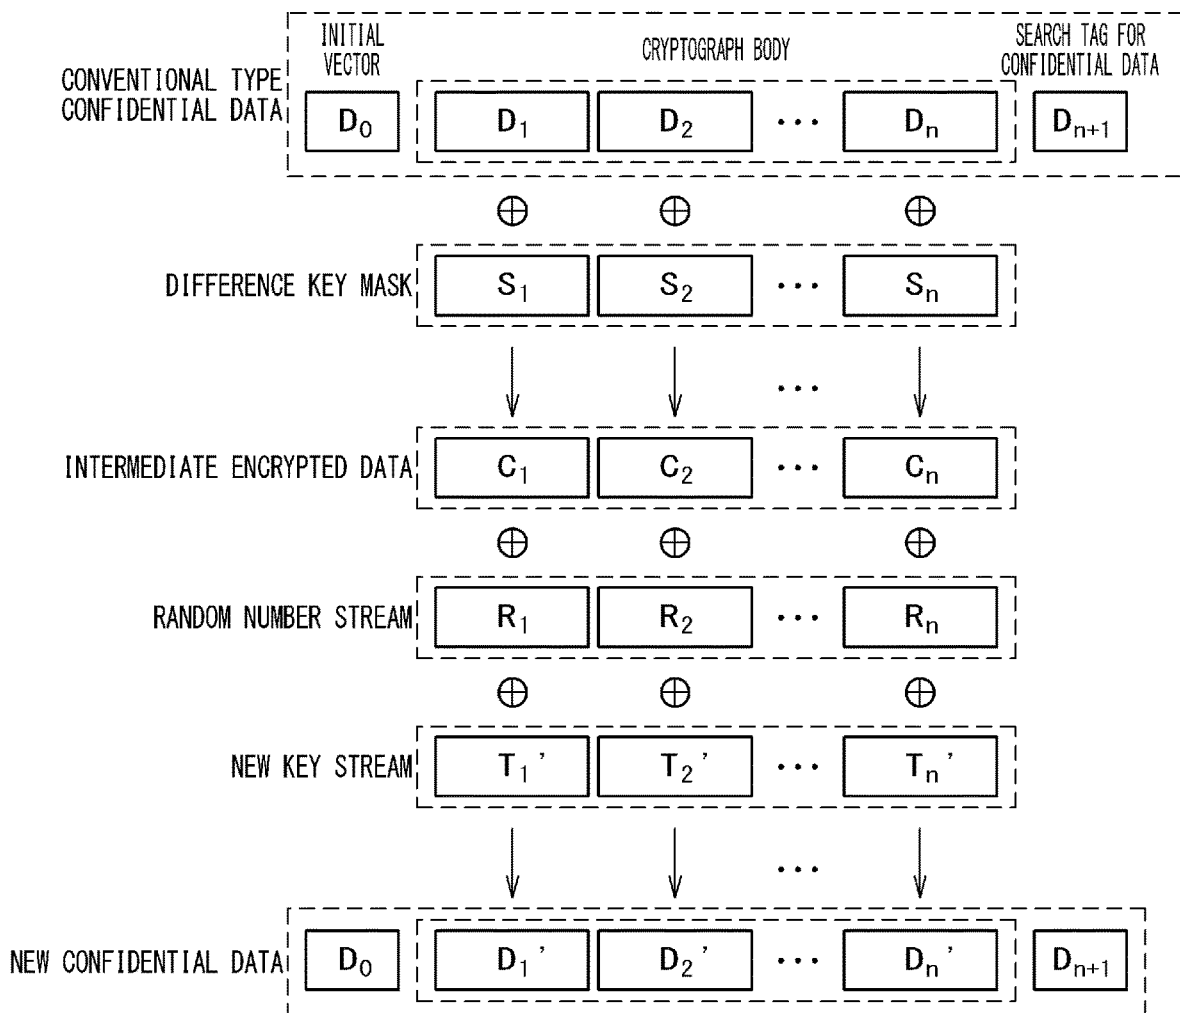 INITIAL VECTOR
CRYPTOGRAPH BODY
SEARCH TAG FOR CONFIDENTIAL DATA
CONVENTIONAL TYPE CONFIDENTIAL DATA
D0 D1 D2 ··· Dn Dn+1
⊕ ⊕ ⊕
DIFFERENCE KEY MASK S1 S2 ··· Sn
···
INTERMEDIATE ENCRYPTED DATA C1 C2 ··· Cn
⊕ ⊕ ⊕
RANDOM NUMBER STREAM R1 R2 ··· Rn
⊕ ⊕ ⊕
NEW KEY STREAM T1' T2' ··· Tn'
···
NEW CONFIDENTIAL DATA D0 D1' D2' ··· Dn' Dn+1